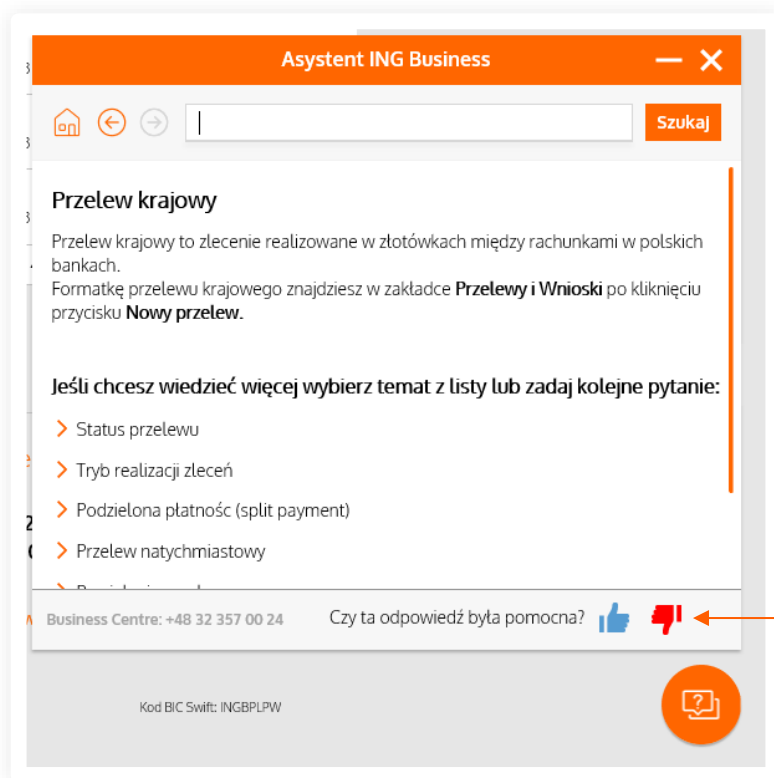 Asystent ING Business
Szukaj
Przelew krajowy
Przelew krajowy to zlecenie realizowane w złotówkach między rachunkami w polskich
bankach.
Formatkę przelewu krajowego znajdziesz w zakładce Przelewy i Wnioski po kliknięciu
przycisku Nowy przelew.
Jeśli chcesz wiedzieć więcej wybierz temat z listy lub zadaj kolejne pytanie:
Status przelewu
Tryb realizacji zleceń
Podzielona płatnośc (split payment)
Przelew natychmiastowy
Business Centre: +48 32 357 00 24
Czy ta odpowiedź była pomocna?
Kod BIC Swift: INGBPLPW